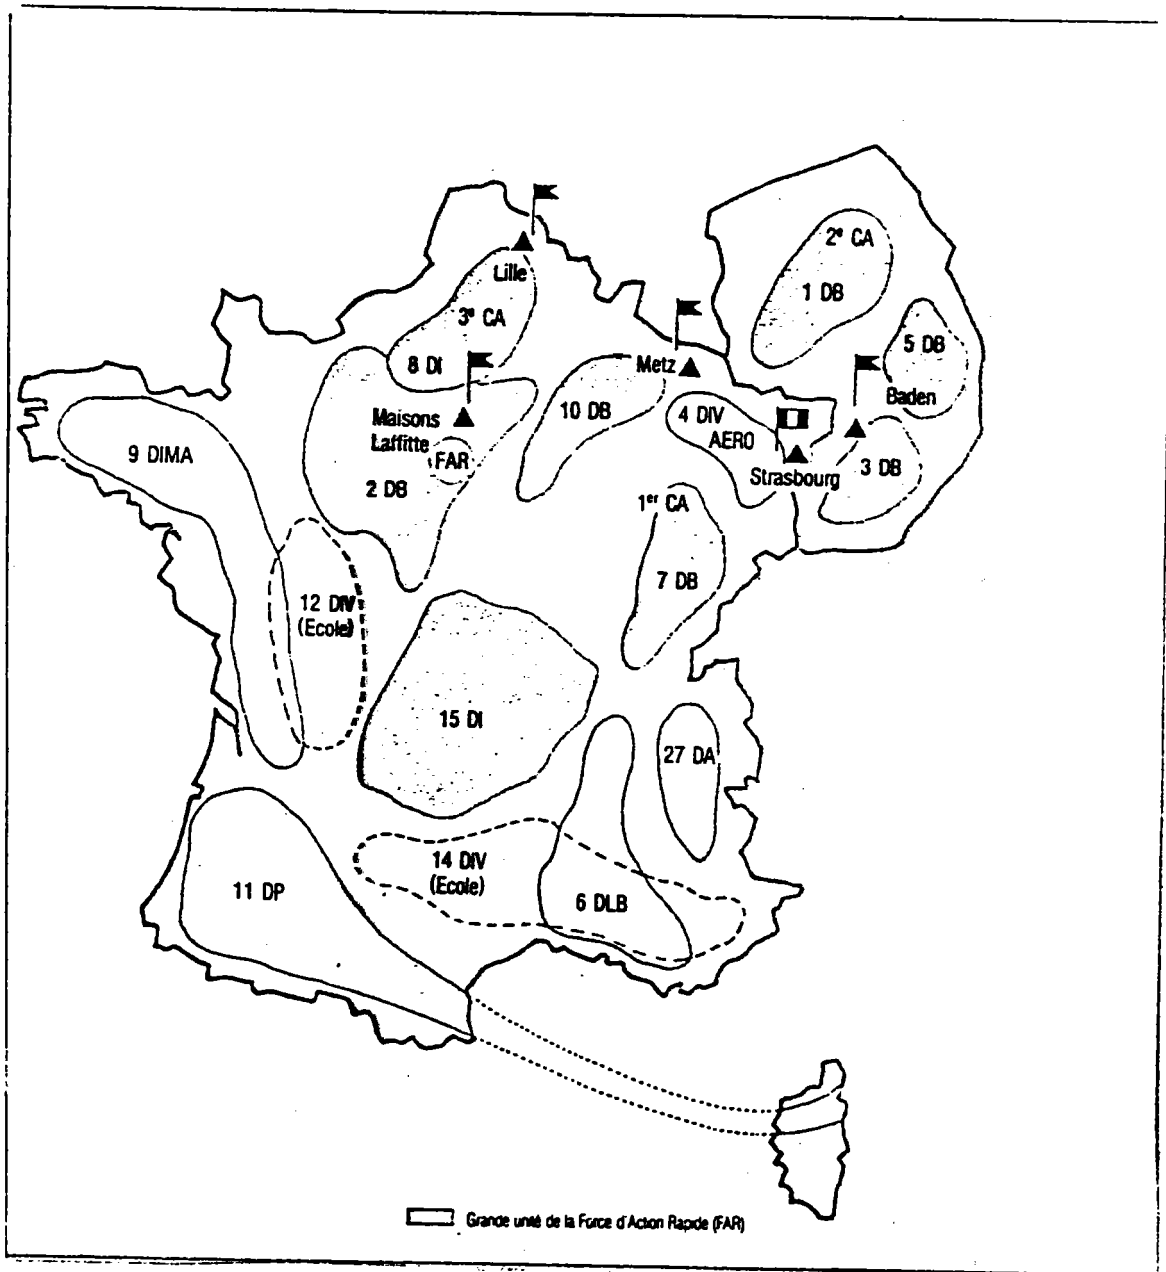 Lille
3ᵉ CA
8 DI
2ᵉ CA
1 DB
5 DB
Baden
3 DB
Metz
4 DIV
AERO
Strasbourg
10 DB
Maisons
Laffitte
FAR
2 DB
9 DIMA
1ᵉʳ CA
7 DB
12 DIV
(Ecole)
15 DI
27 DA
14 DIV
(Ecole)
11 DP
6 DLB
Grande unité de la Force d'Action Rapide (FAR)